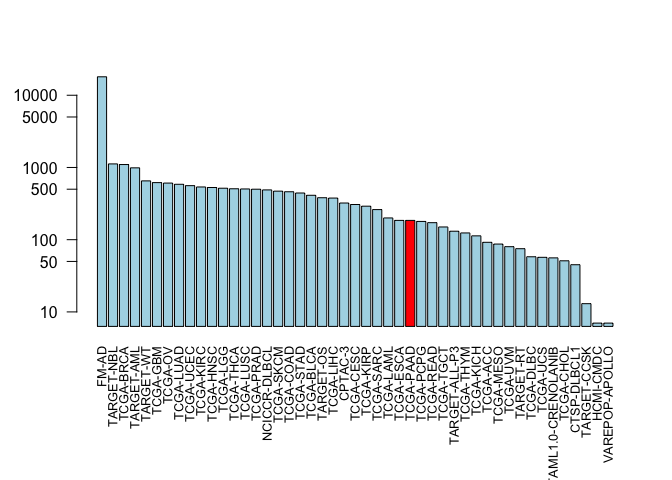 10000
5000
1000
500
100
50
10
FM-AD
TARGET-NBL
TCGA-BRCA
TARGET-AML
TARGET-WT
TCGA-GBM
TCGA-OV
TCGA-LUAD
TCGA-UCEC
TCGA-KIRC
TCGA-HNSC
TCGA-LGG
TCGA-THCA
TCGA-LUSC
TCGA-PRAD
NCICCR-DLBCL
TCGA-SKCM
TCGA-COAD
TCGA-STAD
TCGA-BLCA
TARGET-OS
TCGA-LIHC
CPTAC-3
TCGA-CESC
TCGA-KIRP
TCGA-SARC
TCGA-LAML
TCGA-ESCA
TCGA-PAAD
TCGA-PCPG
TCGA-READ
TCGA-TGCT
TARGET-ALL-P3
TCGA-THYM
TCGA-KICH
TCGA-ACC
TCGA-MESO
TCGA-UVM
TARGET-RT
TCGA-DLBC
TCGA-UCS
TAML1.0-CRENOLANIB
TCGA-CHOL
CTSP-DLBCL1
TARGET-CCSK
HCMI-CMDC
VAREPOP-APOLLO